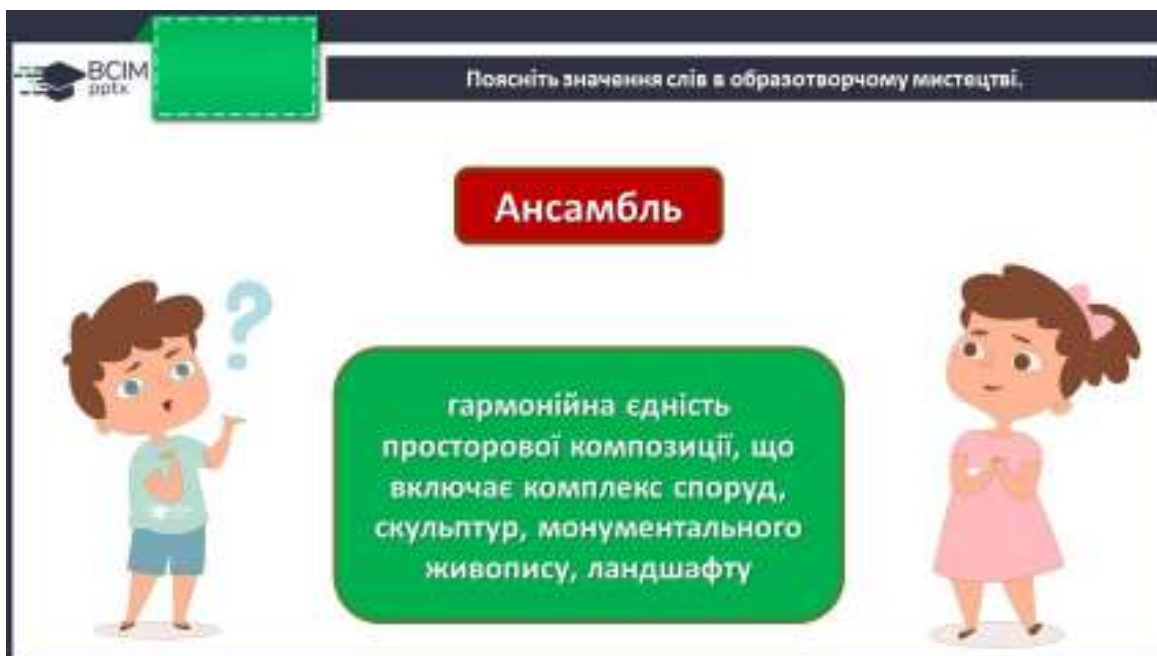 ВСІМ
pptx
Поясніть значення слів в образотворчому мистецтві.
Ансамбль
гармонійна єдність
просторової композиції, що
включає комплекс споруд,
скульптур, монументального
живопису, ландшафту